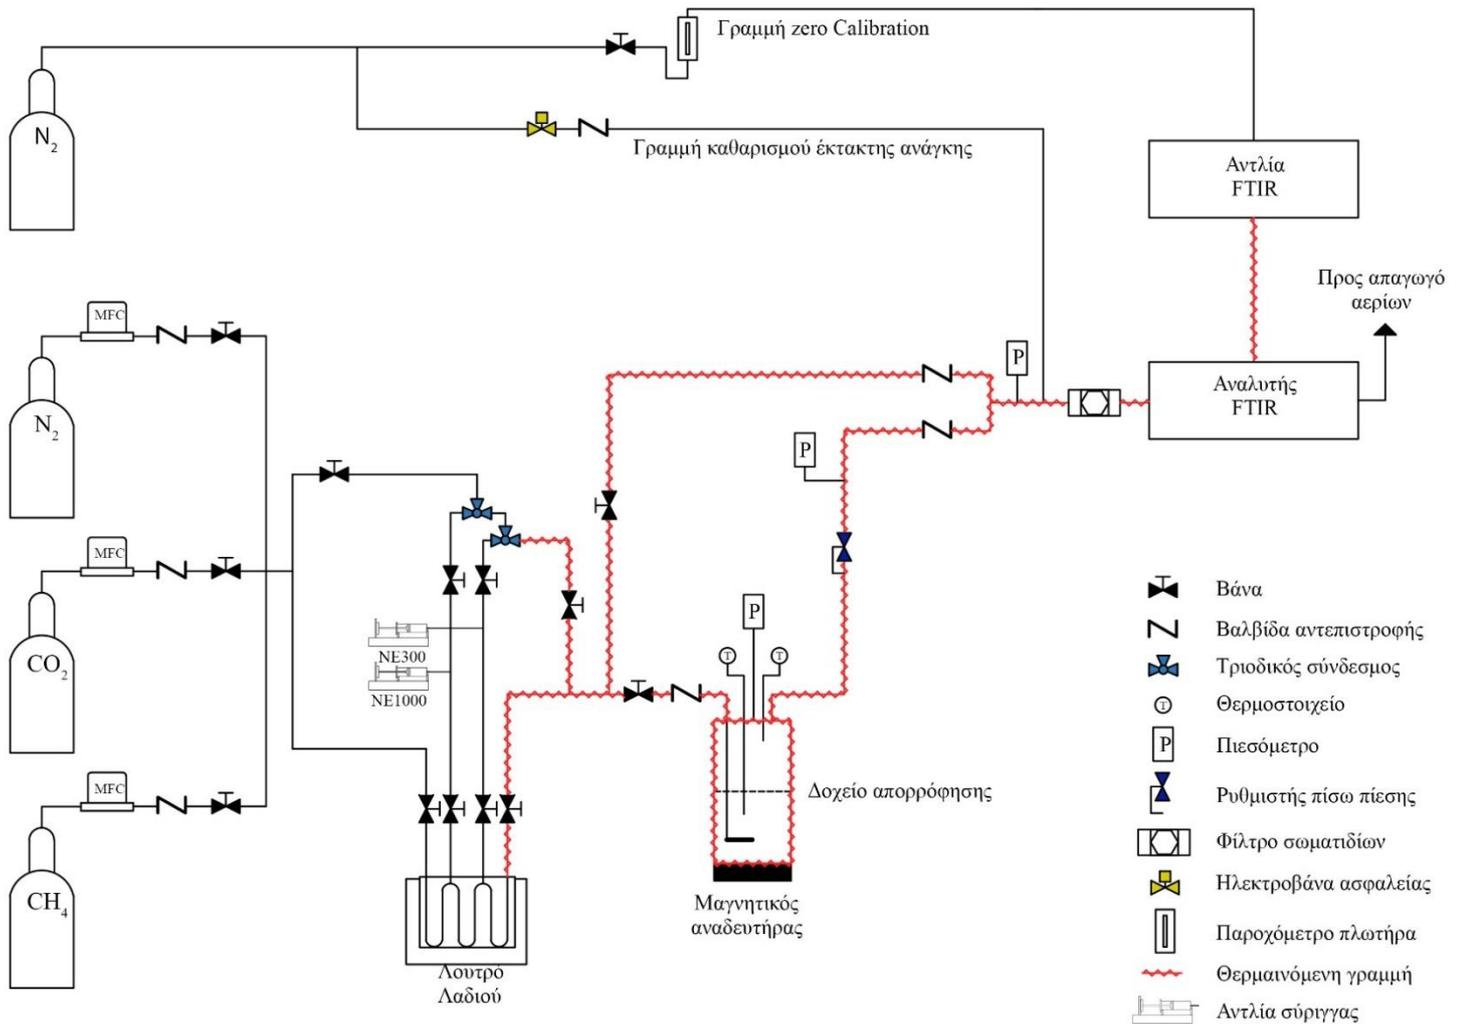 Γραμμή zero Calibration
N2
Γραμμή καθαρισμού έκτακτης ανάγκης
Αντλία
FTIR
Προς απαγωγό
αερίων
MFC
N2
P
Αναλυτής
FTIR
P
MFC
CO2
NE300
NE1000
P
T
T
MFC
CH4
Δοχείο απορρόφησης
Μαγνητικός
αναδευτήρας
Λουτρό
Λαδιού
Βάνα
Βαλβίδα αντεπιστροφής
Τριοδικός σύνδεσμος
T Θερμοστοιχείο
P Πιεσόμετρο
Ρυθμιστής πίσω πίεσης
Φίλτρο σωματιδίων
Ηλεκτροβάνα ασφαλείας
Παροχόμετρο πλωτήρα
Θερμαινόμενη γραμμή
Αντλία σύριγγας